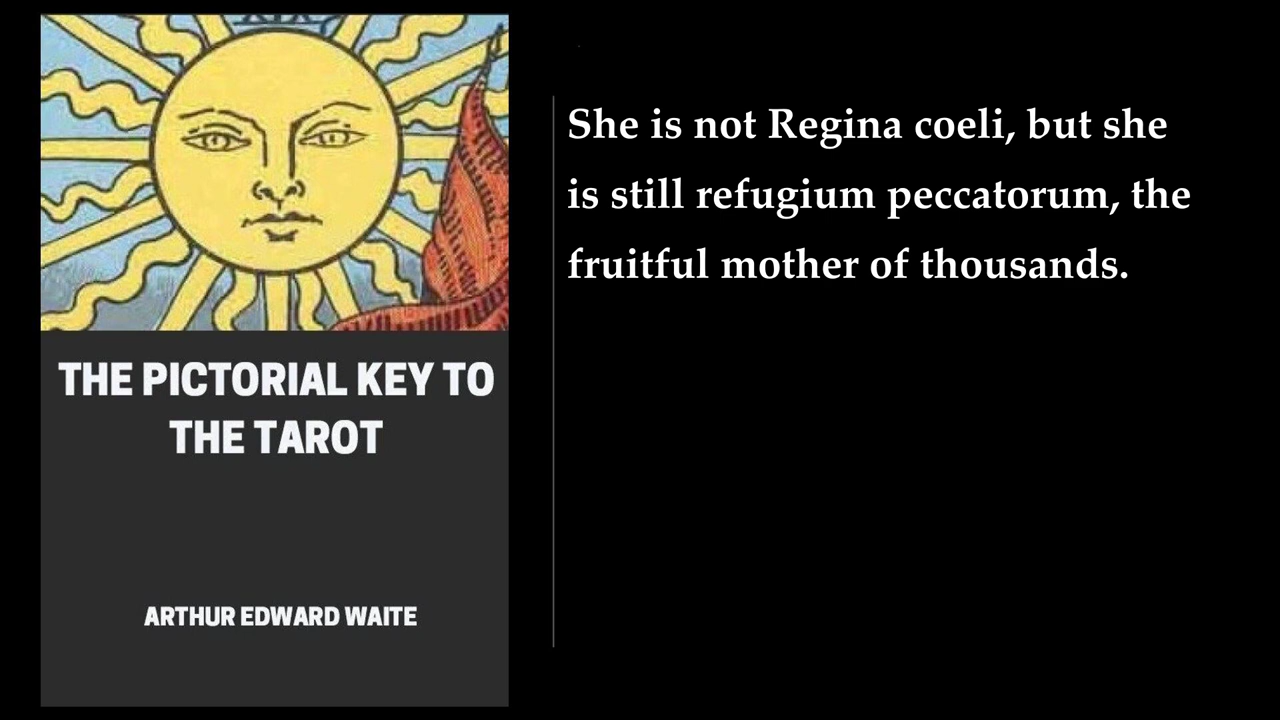 XIX
THE PICTORIAL KEY TO
THE TAROT
ARTHUR EDWARD WAITE
She is not Regina coeli, but she
is still refugium peccatorum, the
fruitful mother of thousands.